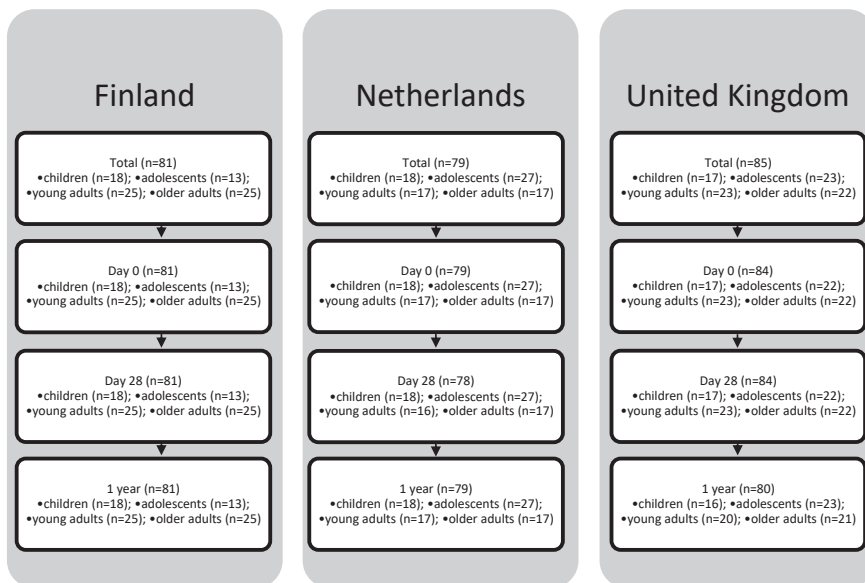 Finland
Total (n=81)
•children (n=18); •adolescents (n=13);
•young adults (n=25); •older adults (n=25)
Day 0 (n=81)
•children (n=18); •adolescents (n=13);
•young adults (n=25); •older adults (n=25)
Day 28 (n=81)
•children (n=18); •adolescents (n=13);
•young adults (n=25); •older adults (n=25)
1 year (n=81)
•children (n=18); •adolescents (n=13);
•young adults (n=25); •older adults (n=25)
Netherlands
Total (n=79)
•children (n=18); •adolescents (n=27);
•young adults (n=17); •older adults (n=17)
Day 0 (n=79)
•children (n=18); •adolescents (n=27);
•young adults (n=17); •older adults (n=17)
Day 28 (n=78)
•children (n=18); •adolescents (n=27);
•young adults (n=16); •older adults (n=17)
1 year (n=79)
•children (n=18); •adolescents (n=27);
•young adults (n=17); •older adults (n=17)
United Kingdom
Total (n=85)
•children (n=17); •adolescents (n=23);
•young adults (n=23); •older adults (n=22)
Day 0 (n=84)
•children (n=17); •adolescents (n=22);
•young adults (n=23); •older adults (n=22)
Day 28 (n=84)
•children (n=17); •adolescents (n=22);
•young adults (n=23); •older adults (n=22)
1 year (n=80)
•children (n=16); •adolescents (n=23);
•young adults (n=20); •older adults (n=21)